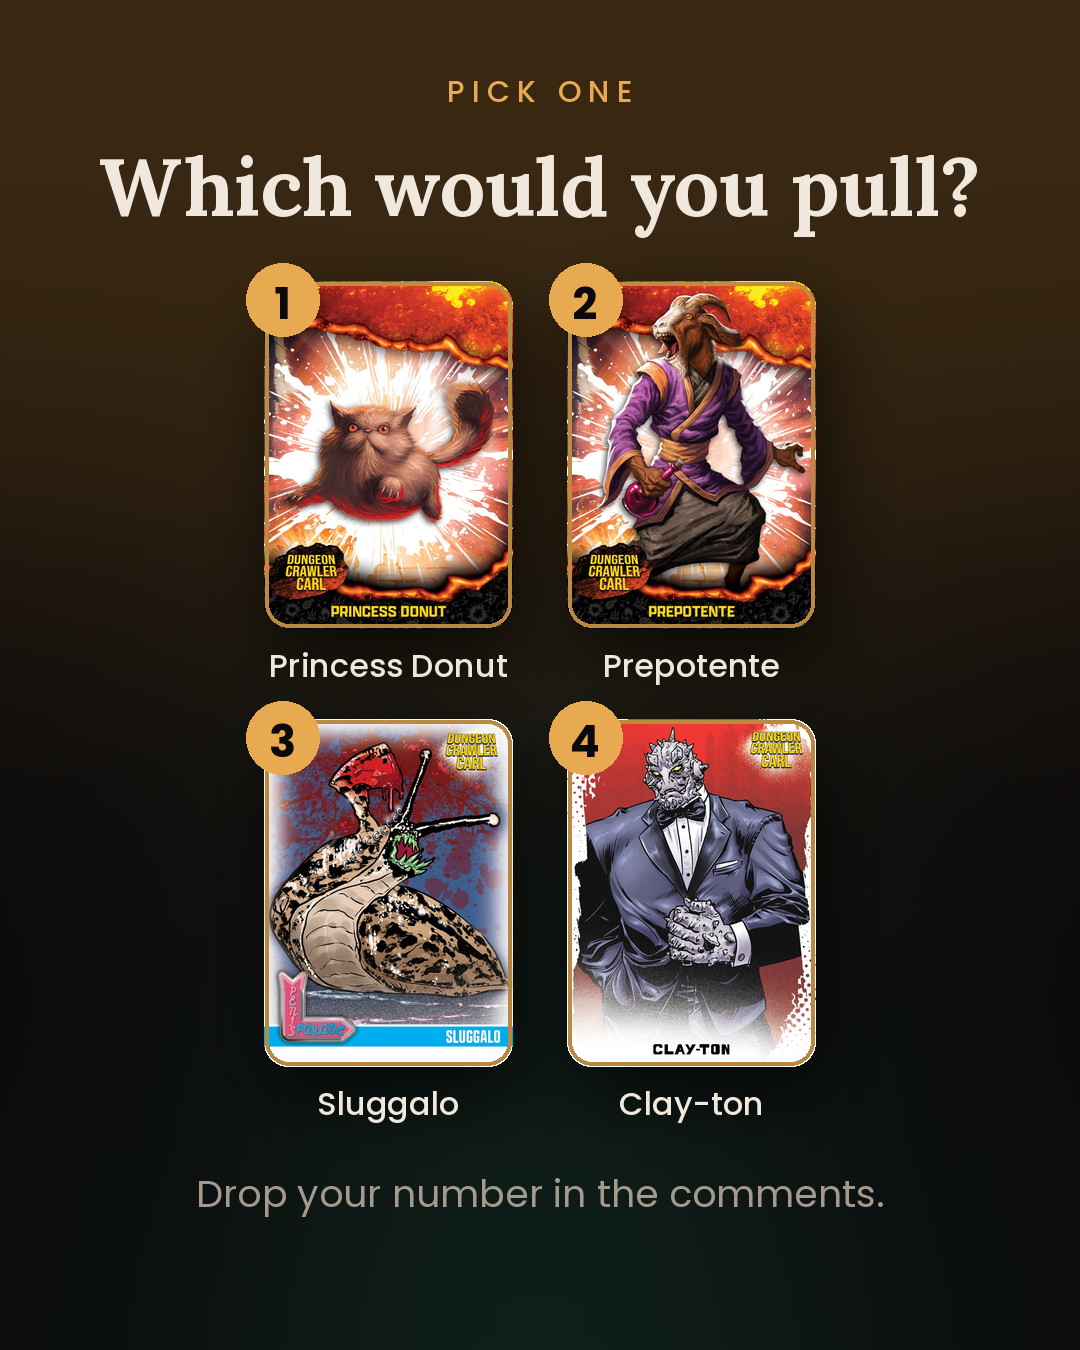 PICK ONE
Which would you pull?
1
2
DUNGEON
CRAWLER
CARL
PRINCESS DONUT
DUNGEON
CRAWLER
CARL
PREPOTENTE
Princess Donut
Prepotente
3
4
DUNGEON
CRAWLER
CARL
DUNGEON
CRAWLER
CARL
PENIS
PARADE
SLUGGALO
CLAY-TON
Sluggalo
Clay-ton
Drop your number in the comments.